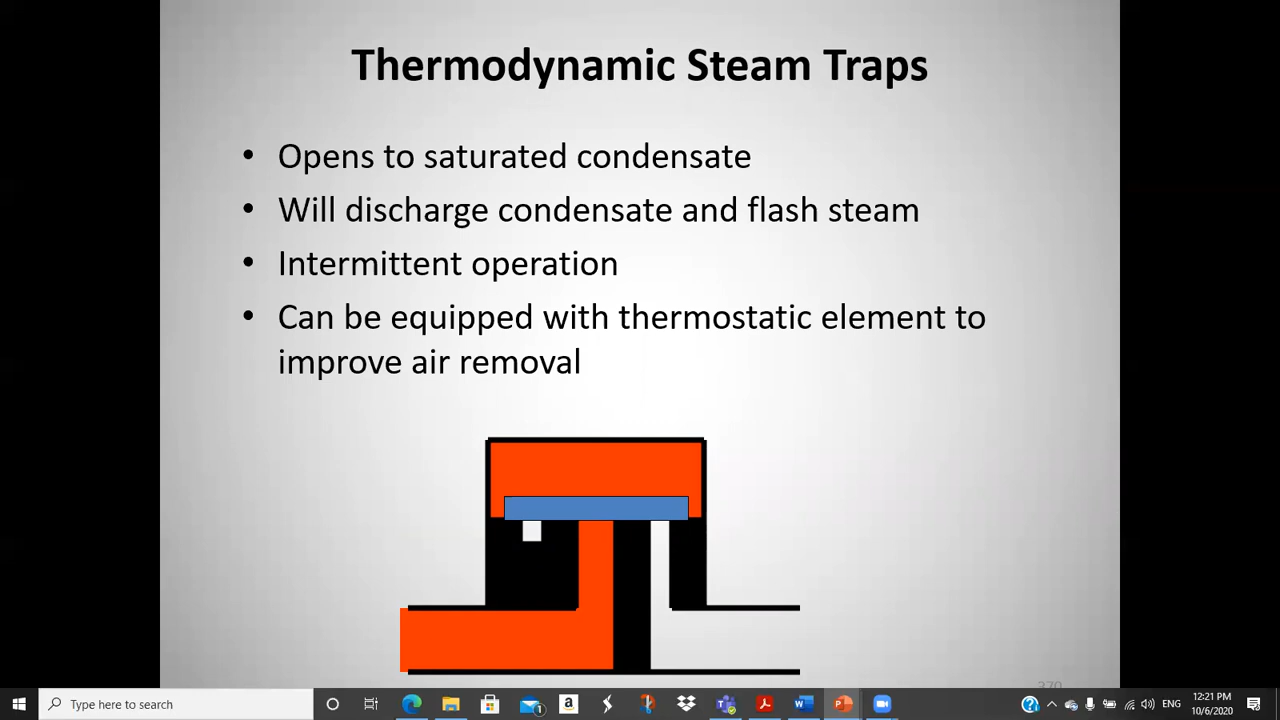 Thermodynamic Steam Traps
• Opens to saturated condensate
• Will discharge condensate and flash steam
• Intermittent operation
• Can be equipped with thermostatic element to
improve air removal
Type here to search
ENG
12:21 PM
10/6/2020